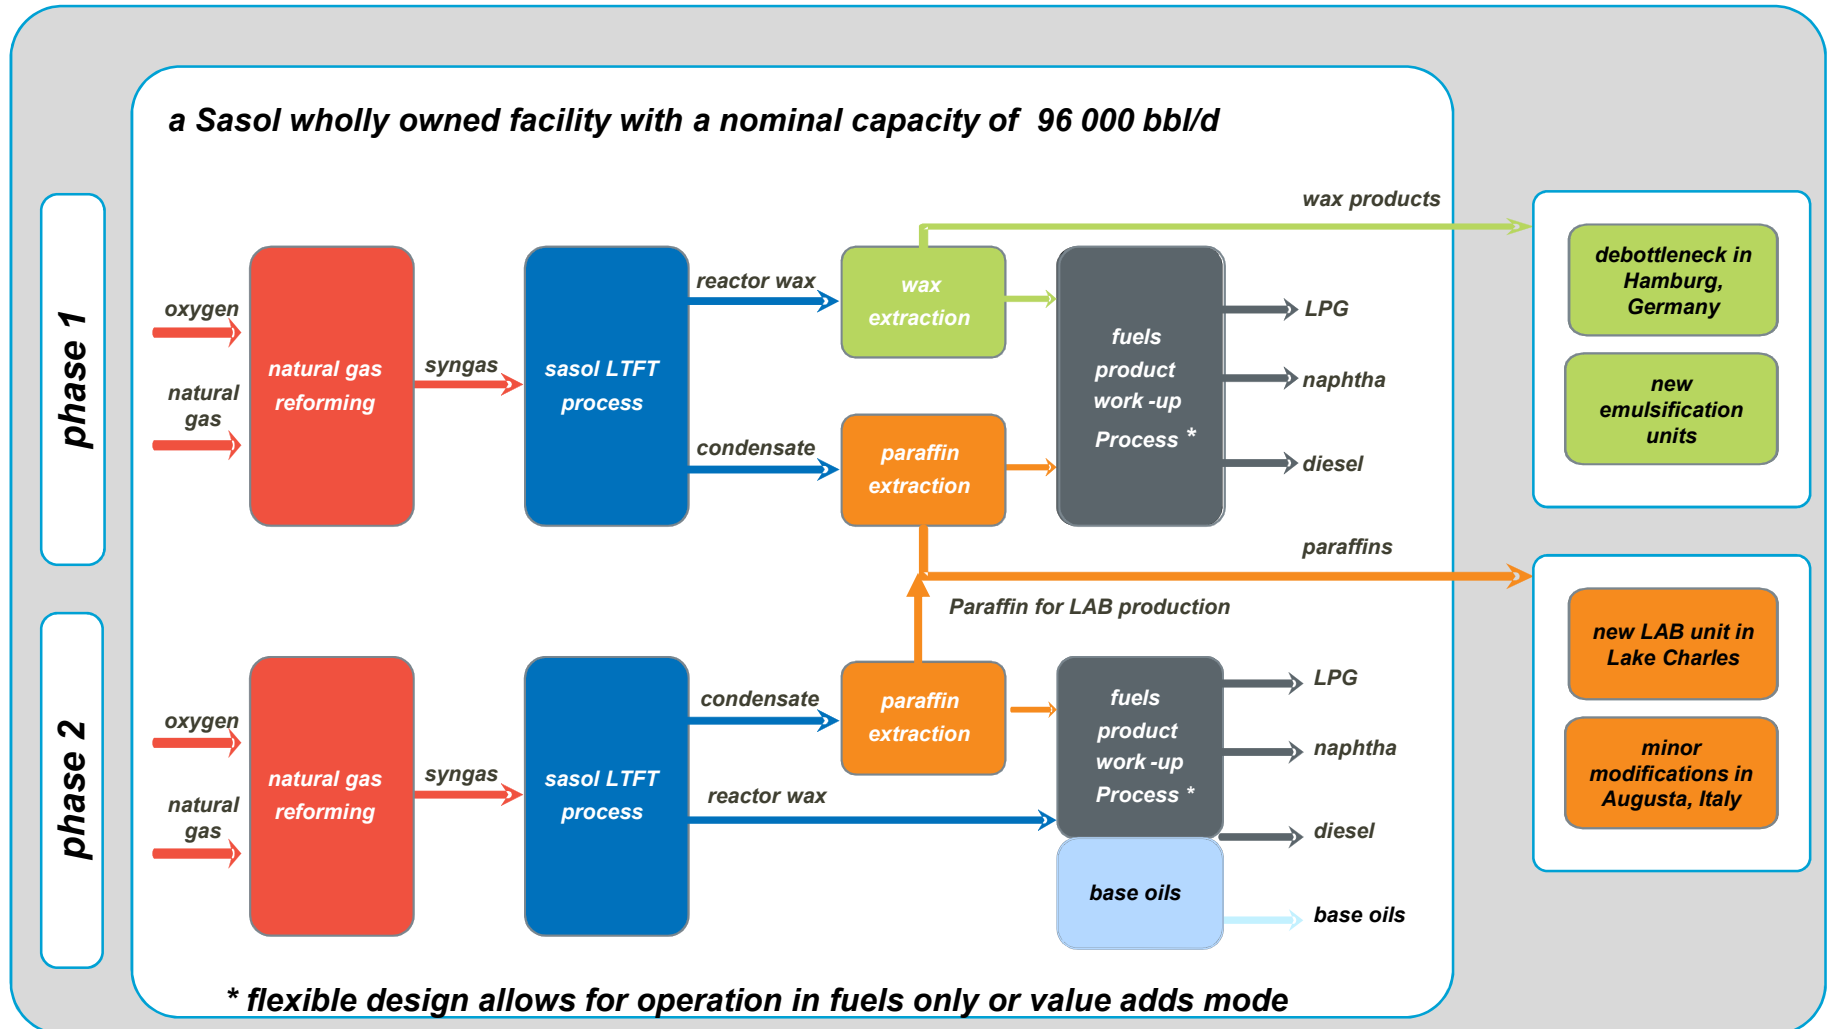 a Sasol wholly owned facility with a nominal capacity of 96 000 bbl/d
phase 1
oxygen
natural
gas
natural gas
reforming
syngas
sasol LTFT
process
reactor wax
condensate
wax
extraction
paraffin
extraction
fuels
product
work -up
Process *
wax products
LPG
naphtha
diesel
paraffins
debottleneck in
Hamburg,
Germany
new
emulsification
units
phase 2
oxygen
natural
gas
natural gas
reforming
syngas
sasol LTFT
process
condensate
reactor wax
paraffin
extraction
Paraffin for LAB production
fuels
product
work -up
Process *
base oils
LPG
naphtha
diesel
base oils
new LAB unit in
Lake Charles
minor
modifications in
Augusta, Italy
* flexible design allows for operation in fuels only or value adds mode